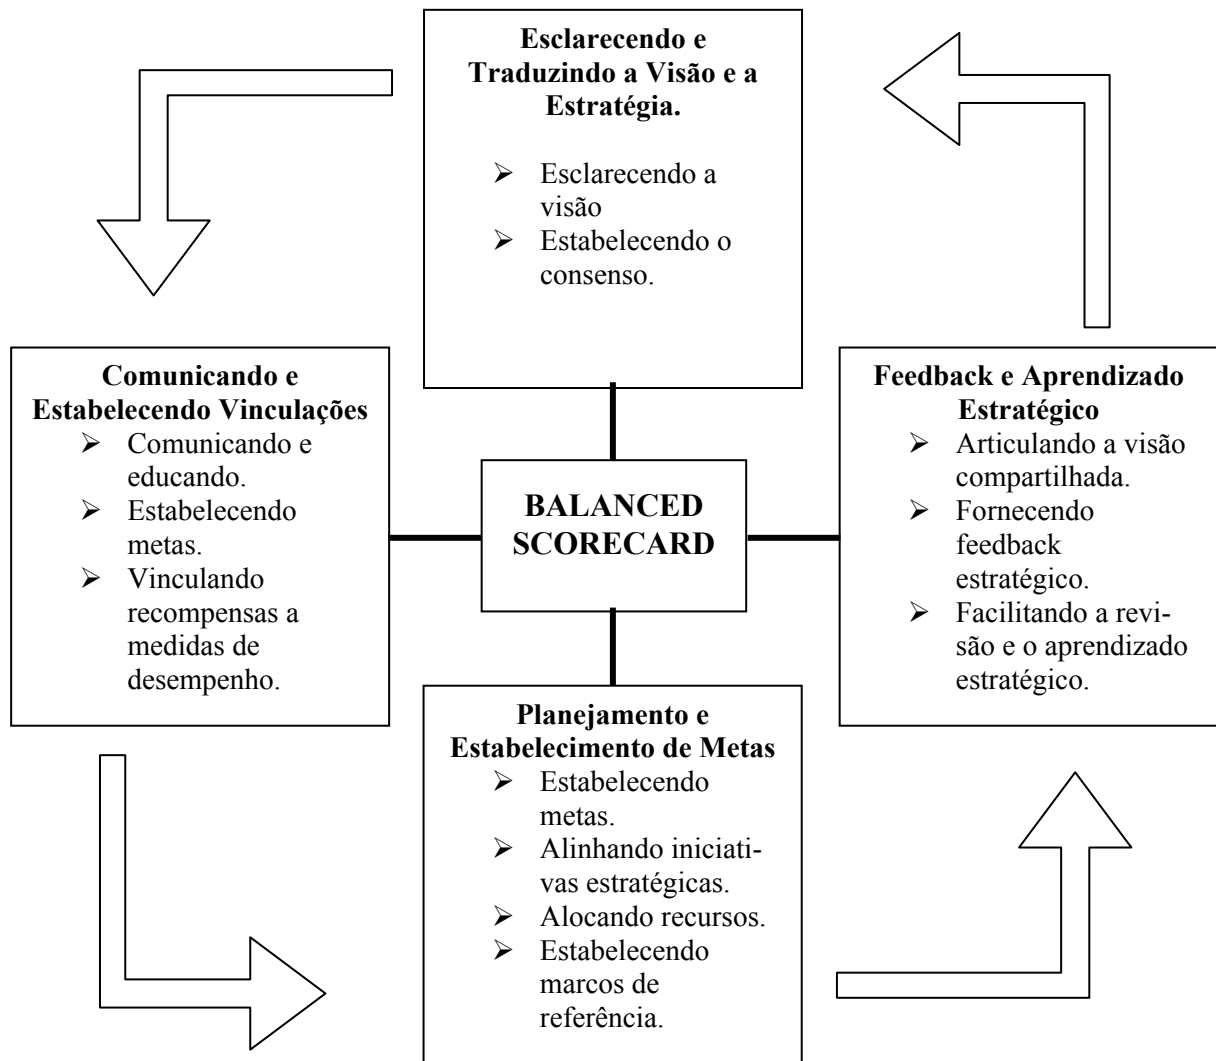 Esclarecendo e
Traduzindo a Visão e a
Estratégia.
➢ Esclarecendo a
visão
➢ Estabelecendo o
consenso.
Comunicando e
Estabelecendo Vinculações
➢ Comunicando e
educando.
➢ Estabelecendo
metas.
➢ Vinculando
recompensas a
medidas de
desempenho.
BALANCED
SCORECARD
Feedback e Aprendizado
Estratégico
➢ Articulando a visão
compartilhada.
➢ Fornecendo
feedback
estratégico.
➢ Facilitando a revi-
são e o aprendizado
estratégico.
Planejamento e
Estabelecimento de Metas
➢ Estabelecendo
metas.
➢ Alinhando iniciati-
vas estratégicas.
➢ Alocando recursos.
➢ Estabelecendo
marcos de
referência.